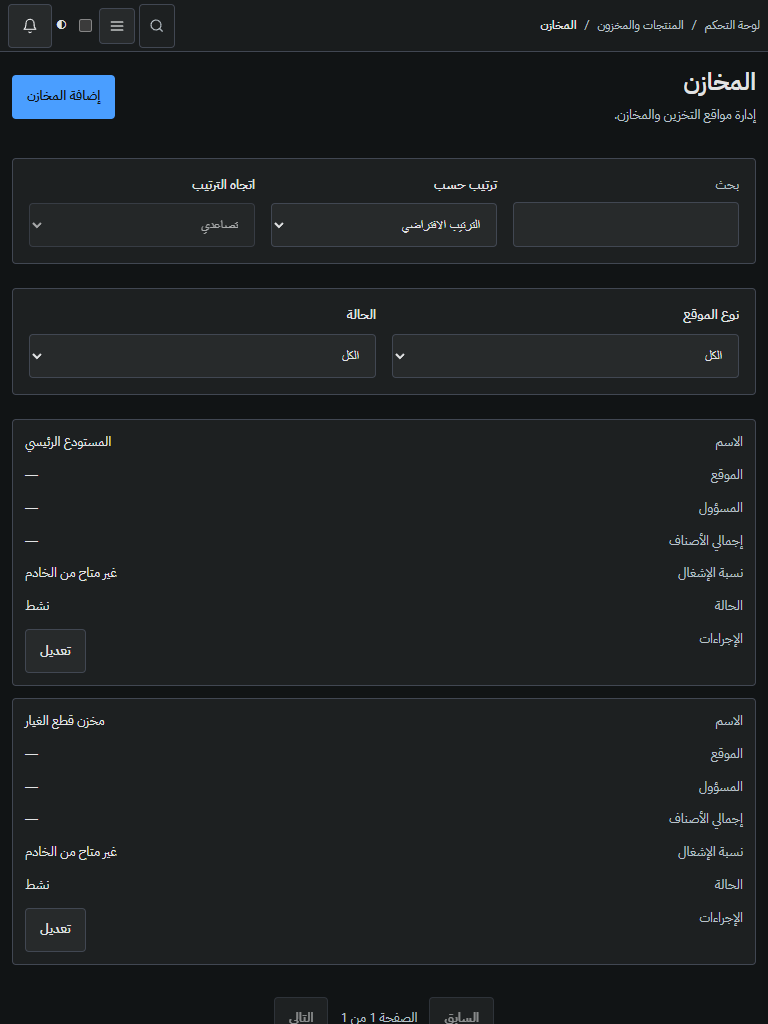 لوحة التحكم / المنتجات والمخزون / المخازن
المخازن
إدارة مواقع التخزين والمخازن.
إضافة المخازن
بحث
ترتيب حسب
اتجاه الترتيب
الترتيب الافتراضي
تصاعدي
نوع الموقع
الحالة
الكل
الكل
الاسم المستودع الرئيسي
الموقع —
المسؤول —
إجمالي الأصناف —
نسبة الإشغال غير متاح من الخادم
الحالة نشط
الإجراءات
تعديل
الاسم مخزن قطع الغيار
الموقع —
المسؤول —
إجمالي الأصناف —
نسبة الإشغال غير متاح من الخادم
الحالة نشط
الإجراءات
تعديل
السابق الصفحة 1 من 1 التالي